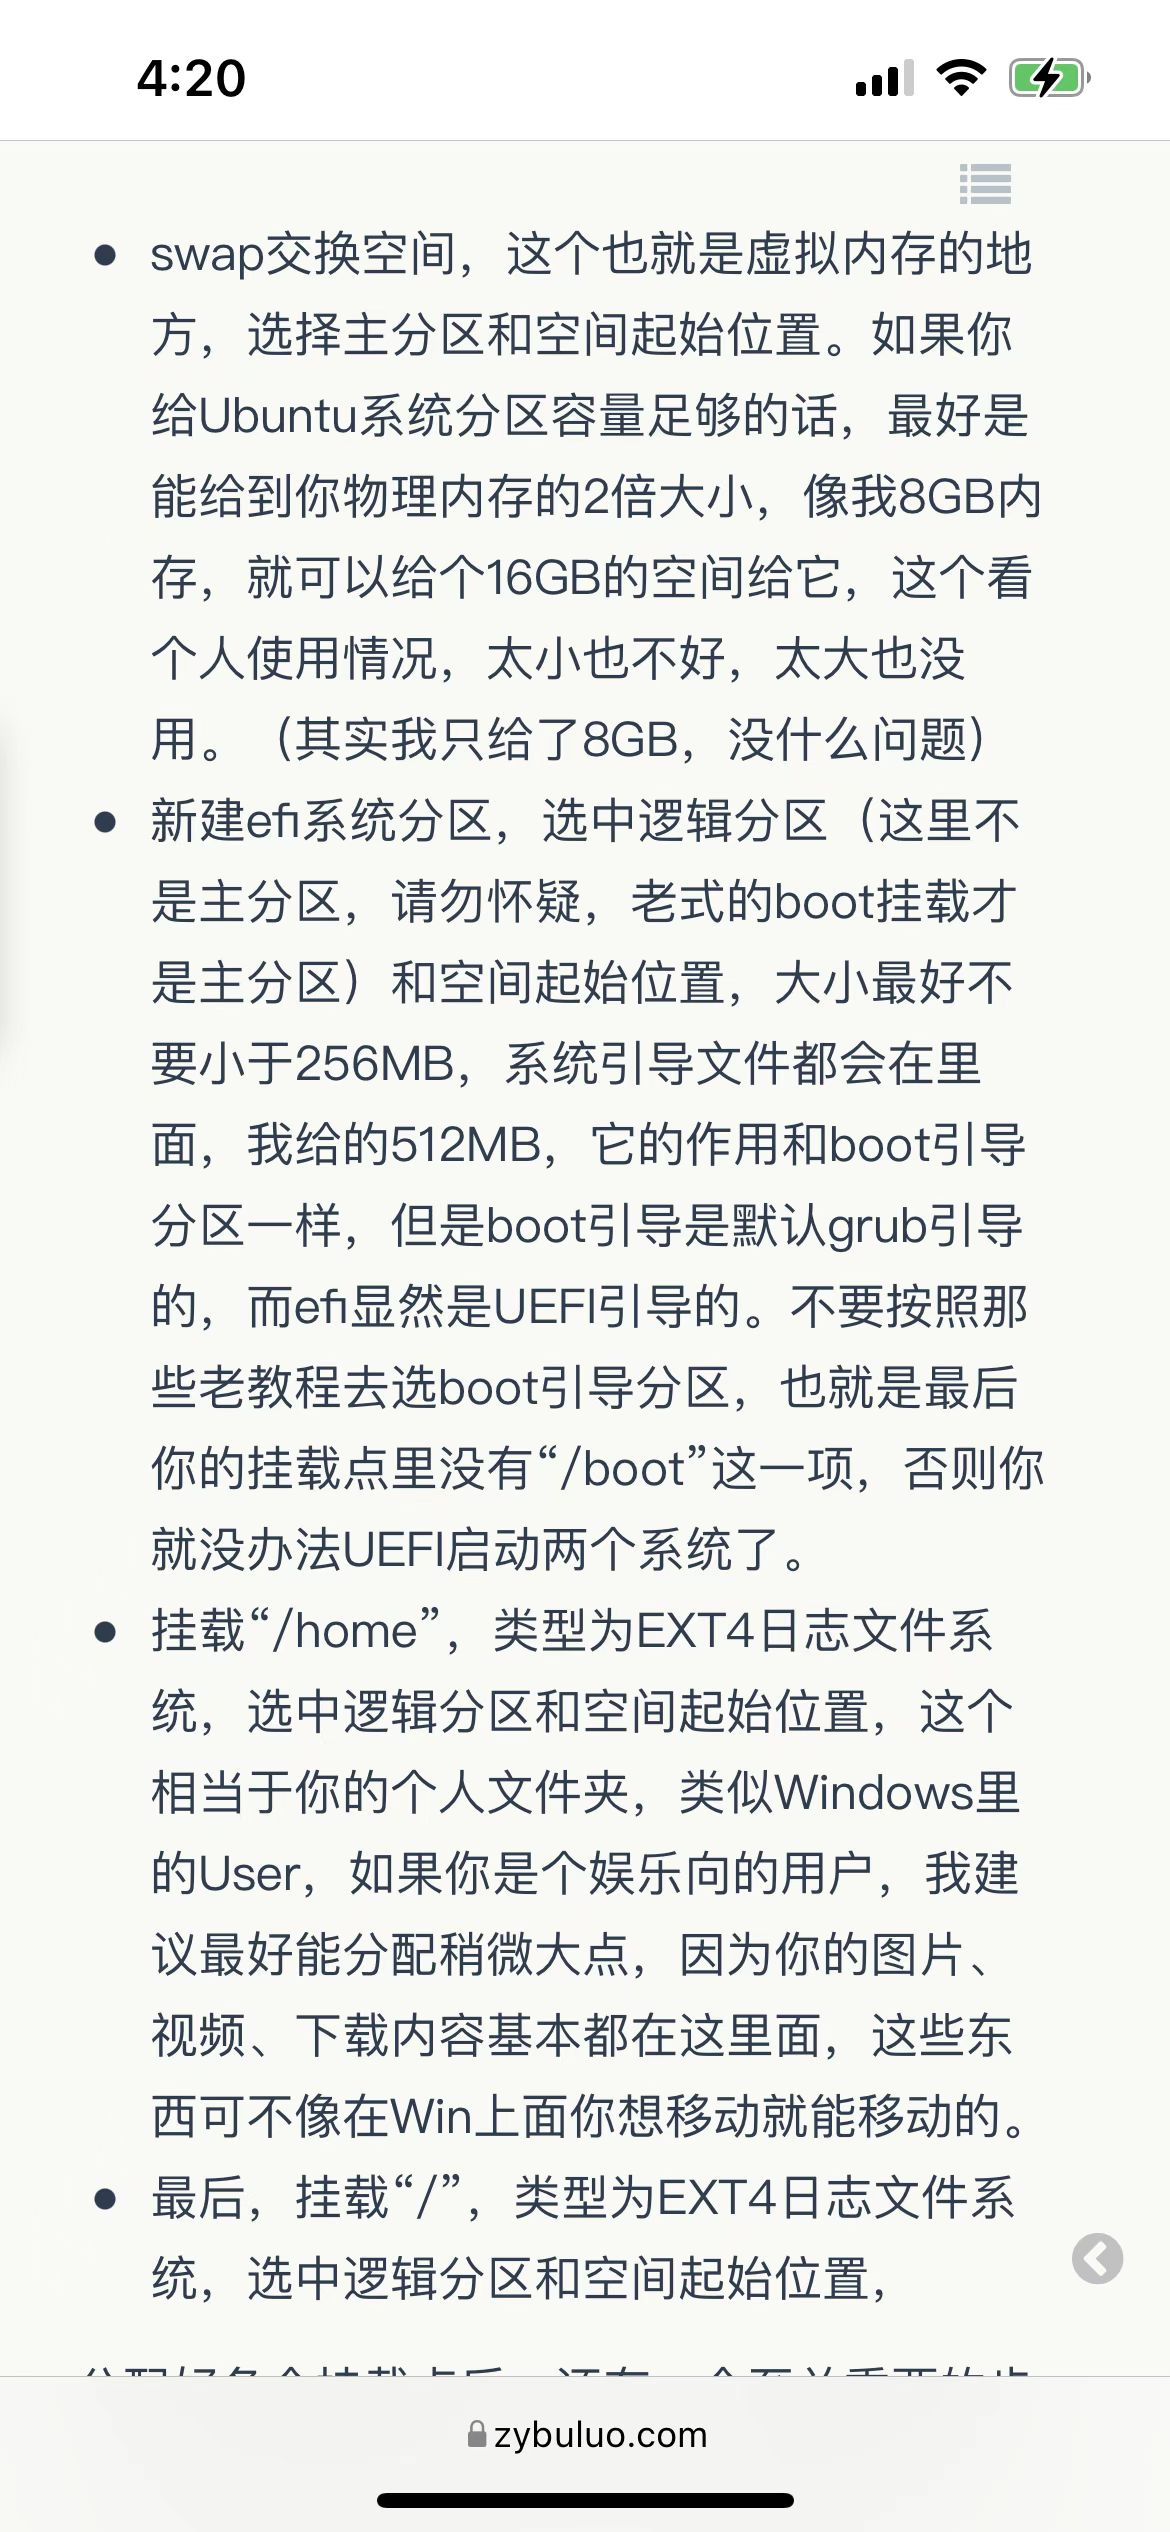 4:20
swap交换空间，这个也就是虚拟内存的地
方，选择主分区和空间起始位置。如果你
给Ubuntu系统分区容量足够的话，最好是
能给到你物理内存的2倍大小，像我8GB内
存，就可以给个16GB的空间给它，这个看
个人使用情况，太小也不好，太大也没
用。（其实我只给了8GB，没什么问题）
新建efi系统分区，选中逻辑分区（这里不
是主分区，请勿怀疑，老式的boot挂载才
是主分区）和空间起始位置，大小最好不
要小于256MB，系统引导文件都会在里
面，我给的512MB，它的作用和boot引导
分区一样，但是boot引导是默认grub引导
的，而efi显然是UEFI引导的。不要按照那
些老教程去选boot引导分区，也就是最后
你的挂载点里没有“/boot”这一项，否则你
就没办法UEFI启动两个系统了。
挂载“/home”，类型为EXT4日志文件系
统，选中逻辑分区和空间起始位置，这个
相当于你的个人文件夹，类似Windows里
的User，如果你是个娱乐向的用户，我建
议最好能分配稍微大点，因为你的图片、
视频、下载内容基本都在这里面，这些东
西可不像在Win上面你想移动就能移动的。
最后，挂载“/”，类型为EXT4日志文件系
统，选中逻辑分区和空间起始位置，
zybuluo.com